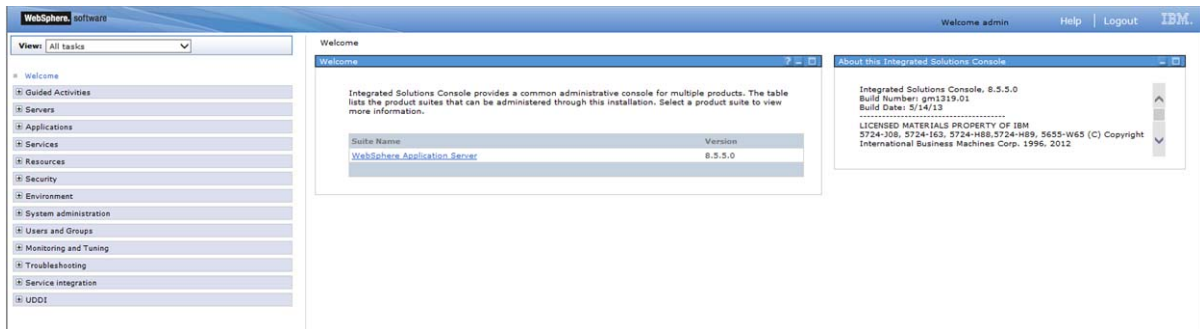 WebSphere. software
Welcome admin
Help
Logout
IBM.
View: All tasks
Welcome
Guided Activities
Servers
Applications
Services
Resources
Security
Environment
System administration
Users and Groups
Monitoring and Tuning
Troubleshooting
Service integration
UDDI
Welcome
Welcome
Integrated Solutions Console provides a common administrative console for multiple products. The table
lists the product suites that can be administered through this installation. Select a product suite to view
more information.
Suite Name Version
WebSphere Application Server 8.5.5.0
About this Integrated Solutions Console
Integrated Solutions Console, 8.5.5.0
Build Number: gm1319.01
Build Date: 5/14/13
----------------------------------------
LICENSED MATERIALS PROPERTY OF IBM
5724-J08, 5724-I63, 5724-H88,5724-H89, 5655-W65 (C) Copyright
International Business Machines Corp. 1996, 2012